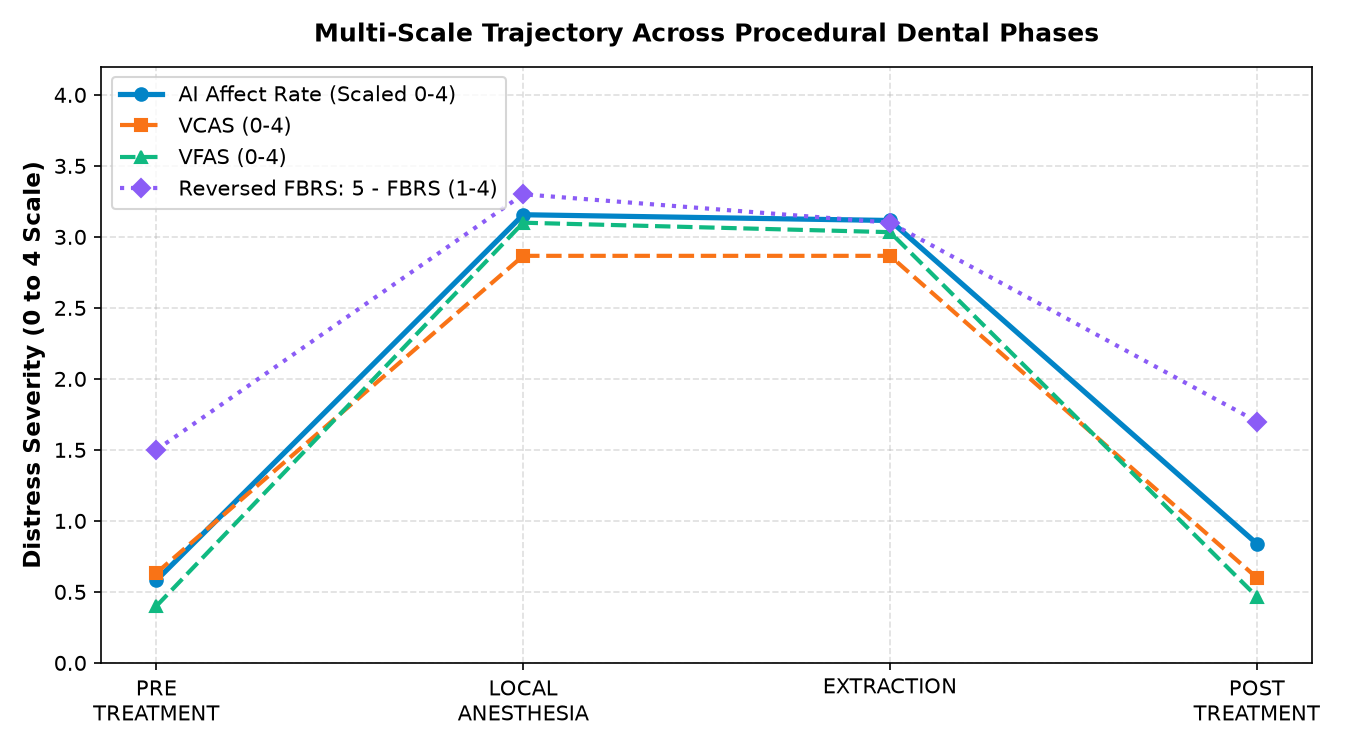 Multi-Scale Trajectory Across Procedural Dental Phases
Distress Severity (0 to 4 Scale)
4.0
3.5
3.0
2.5
2.0
1.5
1.0
0.5
0.0
AI Affect Rate (Scaled 0-4)
VCAS (0-4)
VFAS (0-4)
Reversed FBRS: 5 - FBRS (1-4)
PRE
TREATMENT
LOCAL
ANESTHESIA
EXTRACTION
POST
TREATMENT